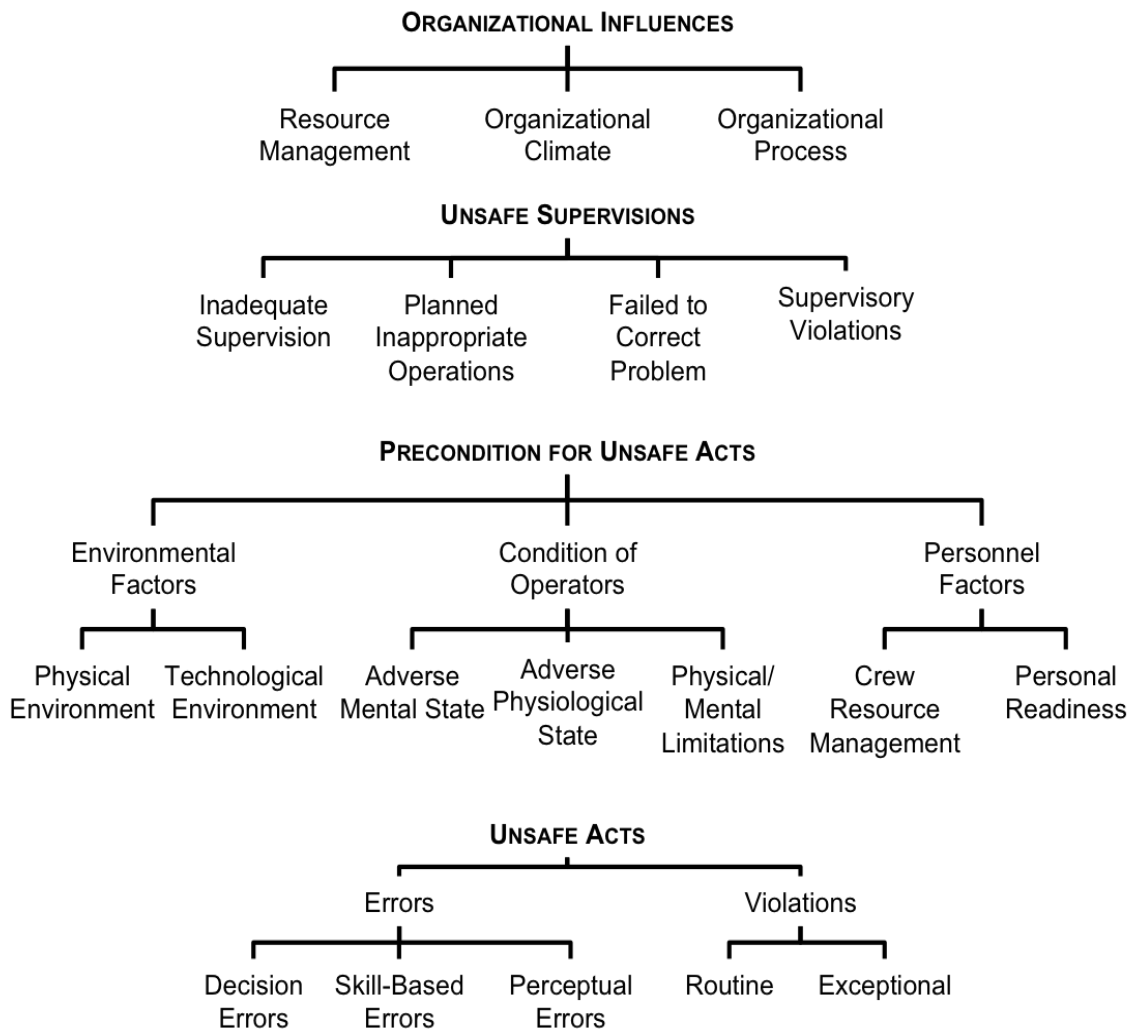 ORGANIZATIONAL INFLUENCES
Resource
Management
Organizational
Climate
Organizational
Process
UNSAFE SUPERVISIONS
Inadequate
Supervision
Planned
Inappropriate
Operations
Failed to
Correct
Problem
Supervisory
Violations
PRECONDITION FOR UNSAFE ACTS
Environmental
Factors
Condition of
Operators
Personnel
Factors
Physical
Environment
Technological
Environment
Adverse
Mental State
Adverse
Physiological
State
Physical/
Mental
Limitations
Crew
Resource
Management
Personal
Readiness
UNSAFE ACTS
Errors
Violations
Decision
Errors
Skill-Based
Errors
Perceptual
Errors
Routine
Exceptional